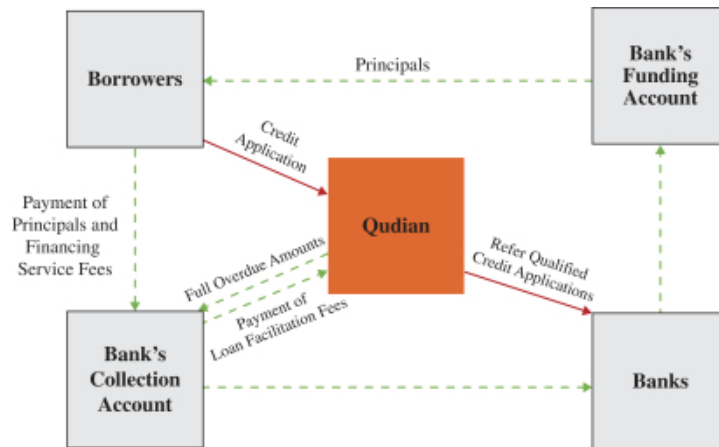 Borrowers
Principals
Bank's
Funding
Account
Credit
Application
Payment of
Principals and
Financing
Service Fees
Qudian
Full Overdue Amounts
Payment of
Loan Facilitation Fees
Refer Qualified
Credit Applications
Bank's
Collection
Account
Banks